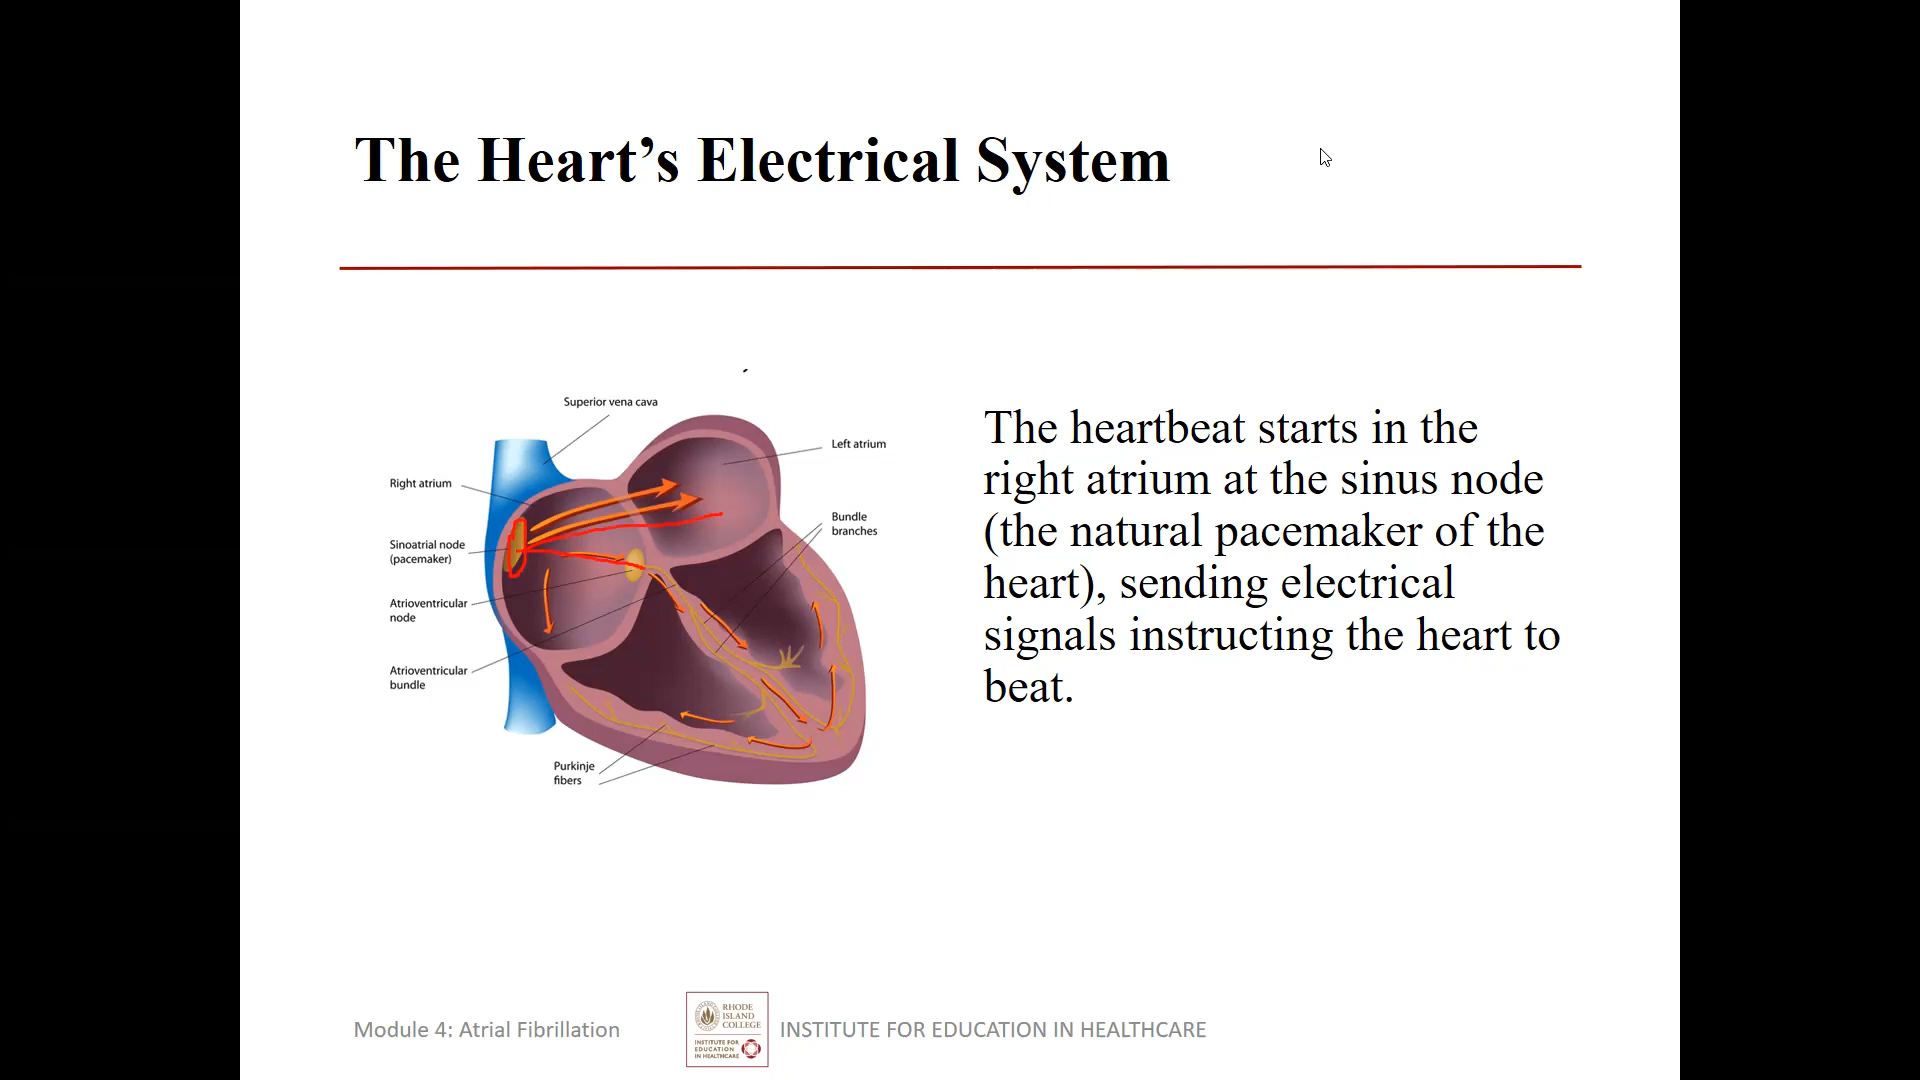 The Heart’s Electrical System
Superior vena cava
Left atrium
Right atrium
Bundle
branches
Sinoatrial node
(pacemaker)
Atrioventricular
node
Atrioventricular
bundle
Purkinje
fibers
The heartbeat starts in the
right atrium at the sinus node
(the natural pacemaker of the
heart), sending electrical
signals instructing the heart to
beat.
Module 4: Atrial Fibrillation
RHODE
ISLAND
COLLEGE
INSTITUTE FOR
EDUCATION
IN HEALTHCARE
INSTITUTE FOR EDUCATION IN HEALTHCARE